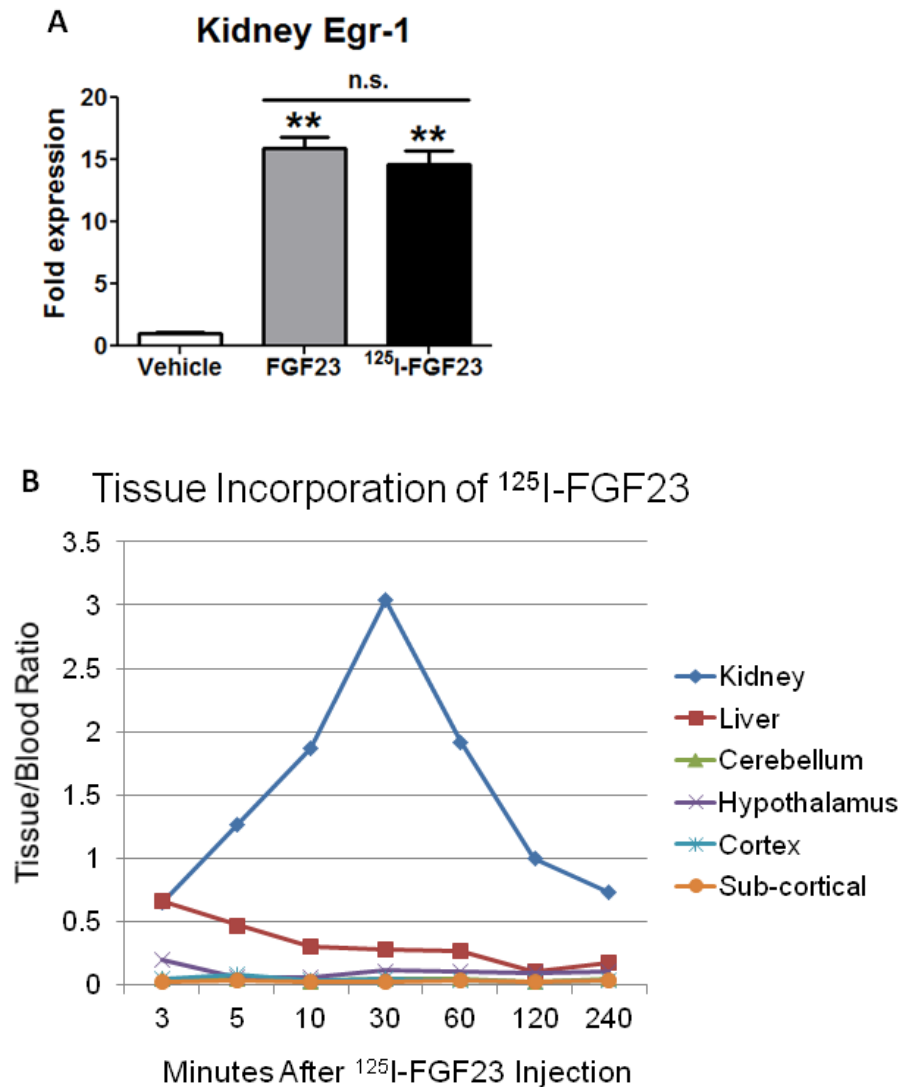 A
Kidney Egr-1
n.s.
20
**
**
15
10
5
0
Fold expression
Vehicle
FGF23
¹²⁵I-FGF23
B
Tissue Incorporation of ¹²⁵I-FGF23
3.5
3
2.5
2
1.5
1
0.5
0
Tissue/Blood Ratio
3 5 10 30 60 120 240
Minutes After ¹²⁵I-FGF23 Injection
Kidney
Liver
Cerebellum
Hypothalamus
Cortex
Sub-cortical